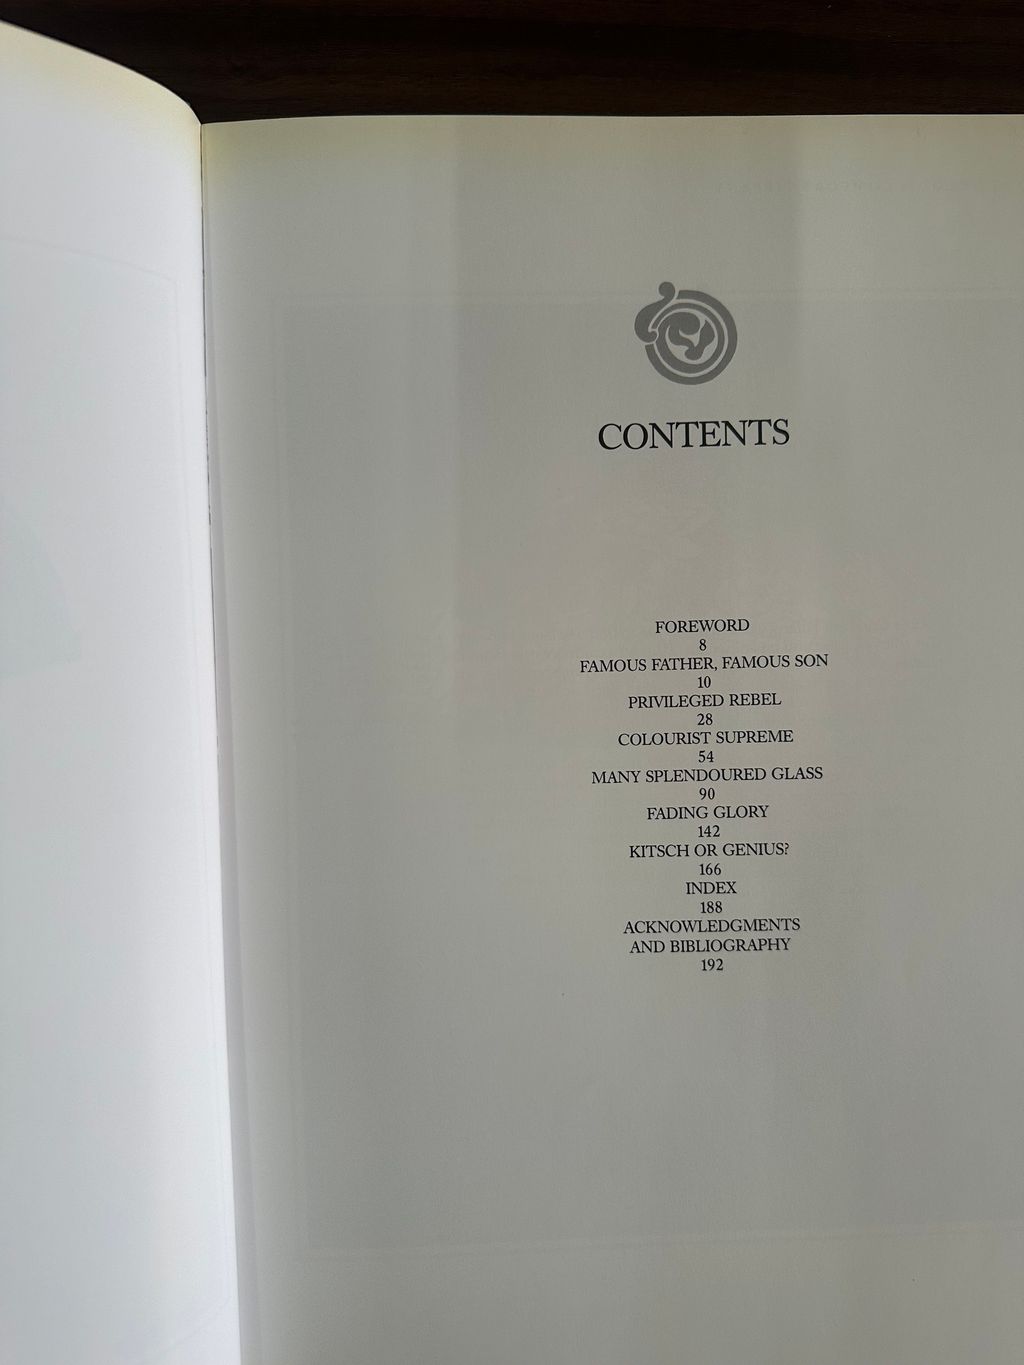 CONTENTS
FOREWORD
8
FAMOUS FATHER, FAMOUS SON
10
PRIVILEGED REBEL
28
COLOURIST SUPREME
54
MANY SPLENDOURED GLASS
90
FADING GLORY
142
KITSCH OR GENIUS?
166
INDEX
188
ACKNOWLEDGMENTS
AND BIBLIOGRAPHY
192